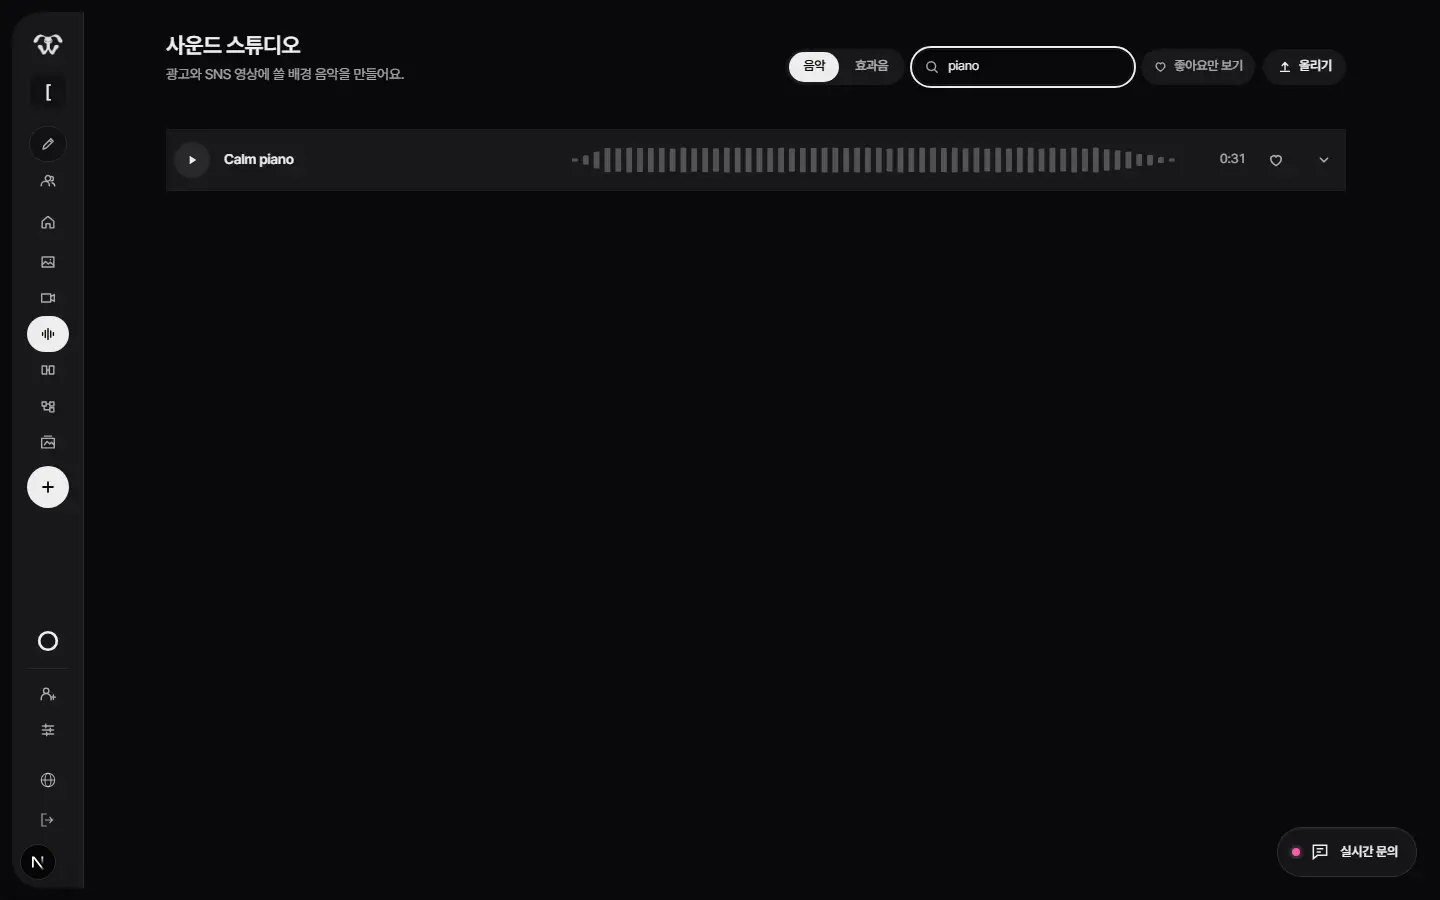 사운드 스튜디오
광고와 SNS 영상에 쓸 배경 음악을 만들어요.
음악
효과음
piano
좋아요만 보기
올리기
[
Calm piano
0:31
N
실시간 문의